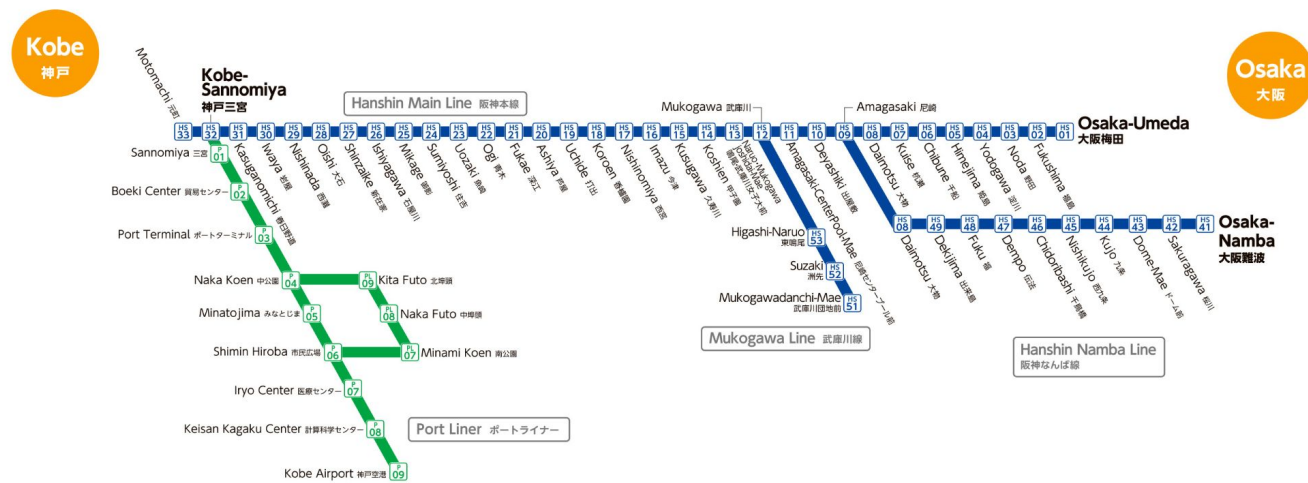 Kobe
神戸
Osaka
大阪
Hanshin Main Line 阪神本線
Motomachi 元町
HS 33
Kobe-
Sannomiya
神戸三宮
HS 32
Kasuganomichi 春日野道
HS 31
Iwaya 岩屋
HS 30
Nishinada 西灘
HS 29
Oishi 大石
HS 28
Shinzaike 新在家
HS 27
Ishiyagawa 石屋川
HS 26
Mikage 御影
HS 25
Sumiyoshi 住吉
HS 24
Uozaki 魚崎
HS 23
Ogi 青木
HS 22
Fukae 深江
HS 21
Ashiya 芦屋
HS 20
Uchide 打出
HS 19
Koroen 香櫨園
HS 18
Nishinomiya 西宮
HS 17
Imazu 今津
HS 16
Kusugawa 久寿川
HS 15
Koshien 甲子園
HS 14
Naruo-Mukogawa
Joshidai-Mae
鳴尾・武庫川女子大前
HS 13
Mukogawa 武庫川
HS 12
Amagasaki-CenterPool-Mae 尼崎センタープール前
HS 11
Deyashiki 出屋敷
HS 10
Amagasaki 尼崎
HS 09
Daimotsu 大物
HS 08
Kuise 杭瀬
HS 07
Chibune 千船
HS 06
Himejima 姫島
HS 05
Yodogawa 淀川
HS 04
Noda 野田
HS 03
Fukushima 福島
HS 02
HS 01
Osaka-Umeda
大阪梅田
Sannomiya 三宮
P 01
Boeki Center 貿易センター
P 02
Port Terminal ポートターミナル
P 03
Naka Koen 中公園
P 04
Minatojima みなとじま
P 05
Shimin Hiroba 市民広場
P 06
Iryo Center 医療センター
P 07
Keisan Kagaku Center 計算科学センター
P 08
Kobe Airport 神戸空港
P 09
PL 09
Kita Futo 北埠頭
PL 08
Naka Futo 中埠頭
PL 07
Minami Koen 南公園
Port Liner ポートライナー
Higashi-Naruo
東鳴尾
HS 53
Suzaki
洲先
HS 52
Mukogawadanchi-Mae
武庫川団地前
HS 51
Mukogawa Line 武庫川線
HS 08
Daimotsu 大物
HS 49
Dekijima 出来島
HS 48
Fuku 福
HS 47
Dempo 伝法
HS 46
Chidoribashi 千鳥橋
HS 45
Nishikujo 西九条
HS 44
Kujo 九条
HS 43
Dome-Mae ドーム前
HS 42
Sakuragawa 桜川
HS 41
Osaka-
Namba
大阪難波
Hanshin Namba Line
阪神なんば線